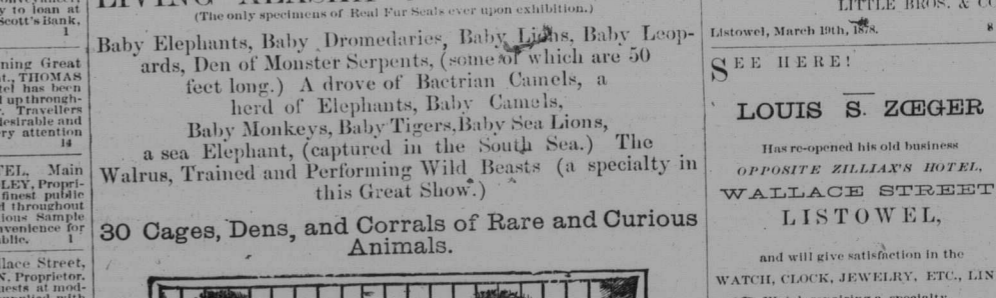 y to loan at
Scott's Bank,
1
ning Great
t., THOMAS
tel has been
up through-
Travellers
desirable and
ry attention
14
TEL, Main
LEY, Propri-
finest public
d throughout
ious Sample
nvenience for
ublic. 1
lace Street,
N. Proprietor.
uests at mod-
(The only specimens of Real Fur Seals ever upon exhibition.)
Baby Elephants, Baby Dromedaries, Baby Lions, Baby Leop-
ards, Den of Monster Serpents, (some of which are 50
feet long.) A drove of Bactrian Camels, a
herd of Elephants, Baby Camels,
Baby Monkeys, Baby Tigers, Baby Sea Lions,
a sea Elephant, (captured in the South Sea.) The
Walrus, Trained and Performing Wild Beasts (a specialty in
this Great Show.)
30 Cages, Dens, and Corrals of Rare and Curious
Animals.
LITTLE BROS. & CO
Listowel, March 19th, 1878. 8
SEE HERE!
LOUIS S. ZŒGER
Has re-opened his old business
OPPOSITE ZILLIAX'S HOTEL,
WALLACE STREET
LISTOWEL,
and will give satisfaction in the
WATCH, CLOCK, JEWELRY, ETC., LIN